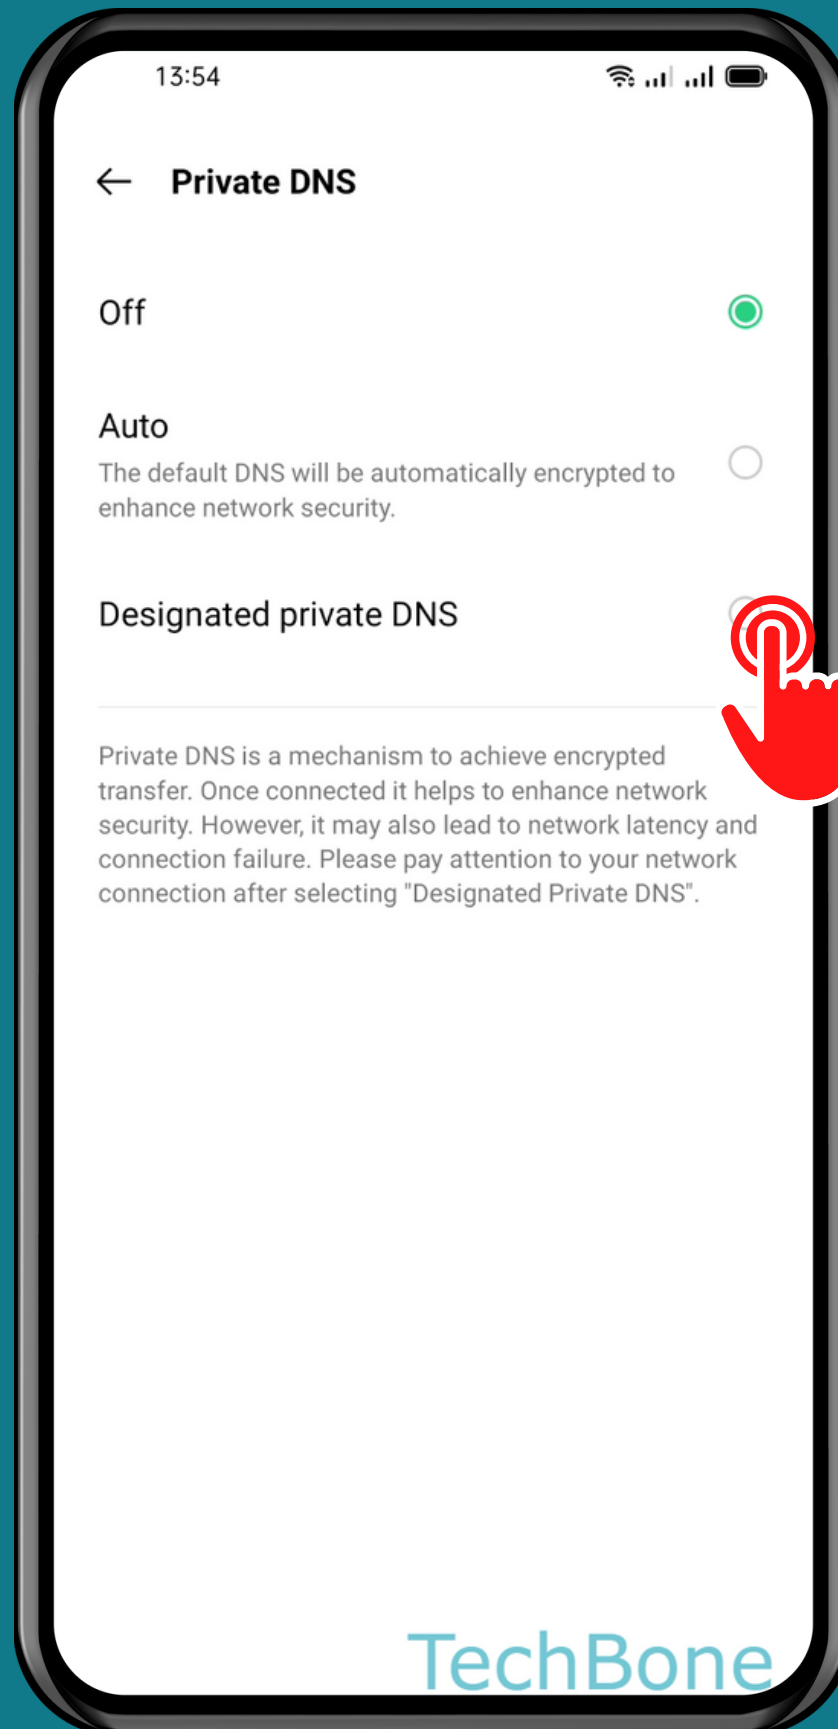 13:54
Private DNS
Off
Auto
The default DNS will be automatically encrypted to
enhance network security.
Designated private DNS
Private DNS is a mechanism to achieve encrypted
transfer. Once connected it helps to enhance network
security. However, it may also lead to network latency and
connection failure. Please pay attention to your network
connection after selecting "Designated Private DNS".
TechBone